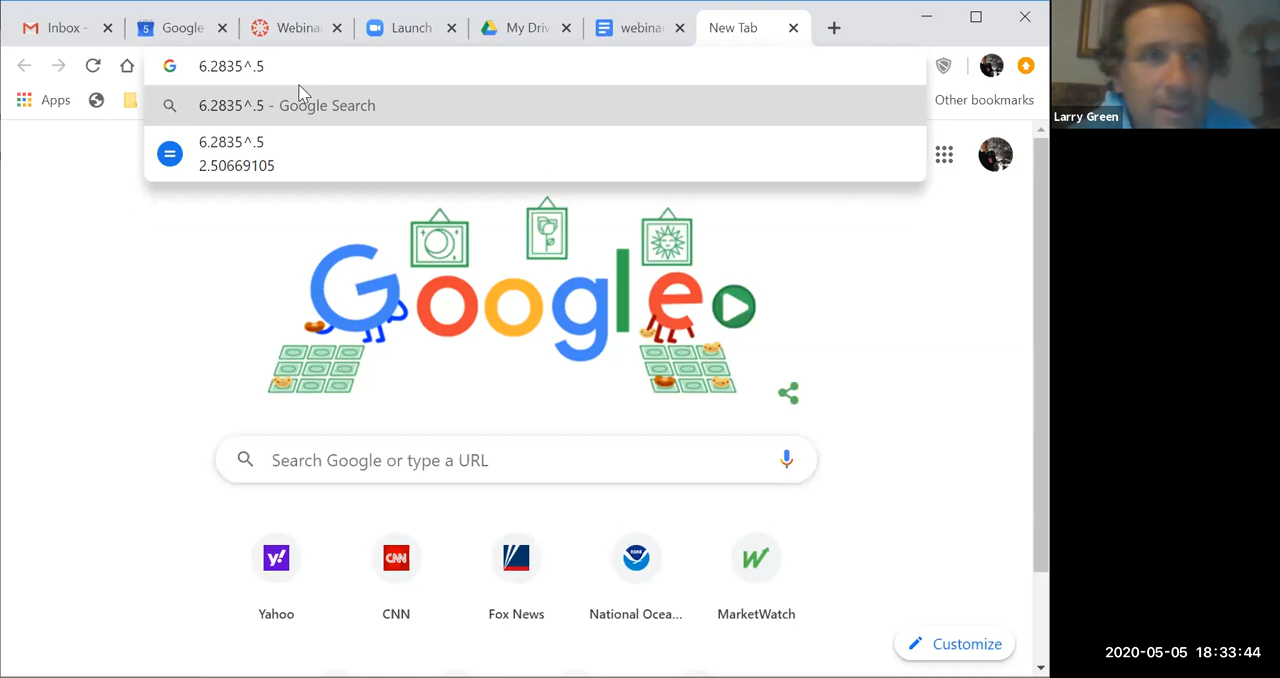 Inbox -
Google
Webinar
Launch
My Driv
webinar
New Tab
6.2835^.5
Apps
Other bookmarks
6.2835^.5 - Google Search
6.2835^.5
2.50669105
Google
Search Google or type a URL
Yahoo
CNN
Fox News
National Ocea...
MarketWatch
Customize
Larry Green
2020-05-05 18:33:44